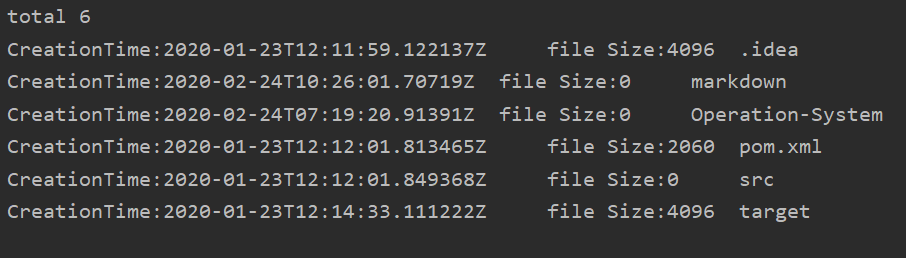 total 6
CreationTime:2020-01-23T12:11:59.122137Z     file Size:4096  .idea
CreationTime:2020-02-24T10:26:01.70719Z  file Size:0     markdown
CreationTime:2020-02-24T07:19:20.91391Z  file Size:0     Operation-System
CreationTime:2020-01-23T12:12:01.813465Z     file Size:2060  pom.xml
CreationTime:2020-01-23T12:12:01.849368Z     file Size:0     src
CreationTime:2020-01-23T12:14:33.111222Z     file Size:4096  target